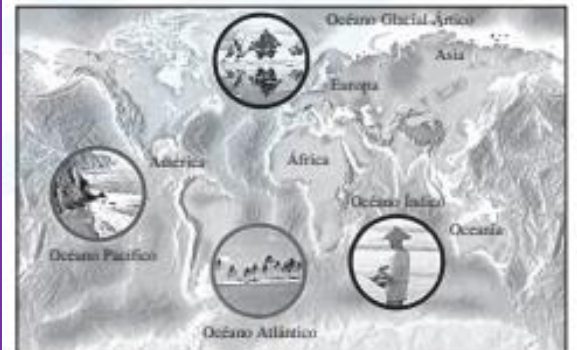 Océano Glacial Ártico
Asia
Europa
América
África
Océano Índico
Oceanía
Océano Pacífico
Océano Atlántico